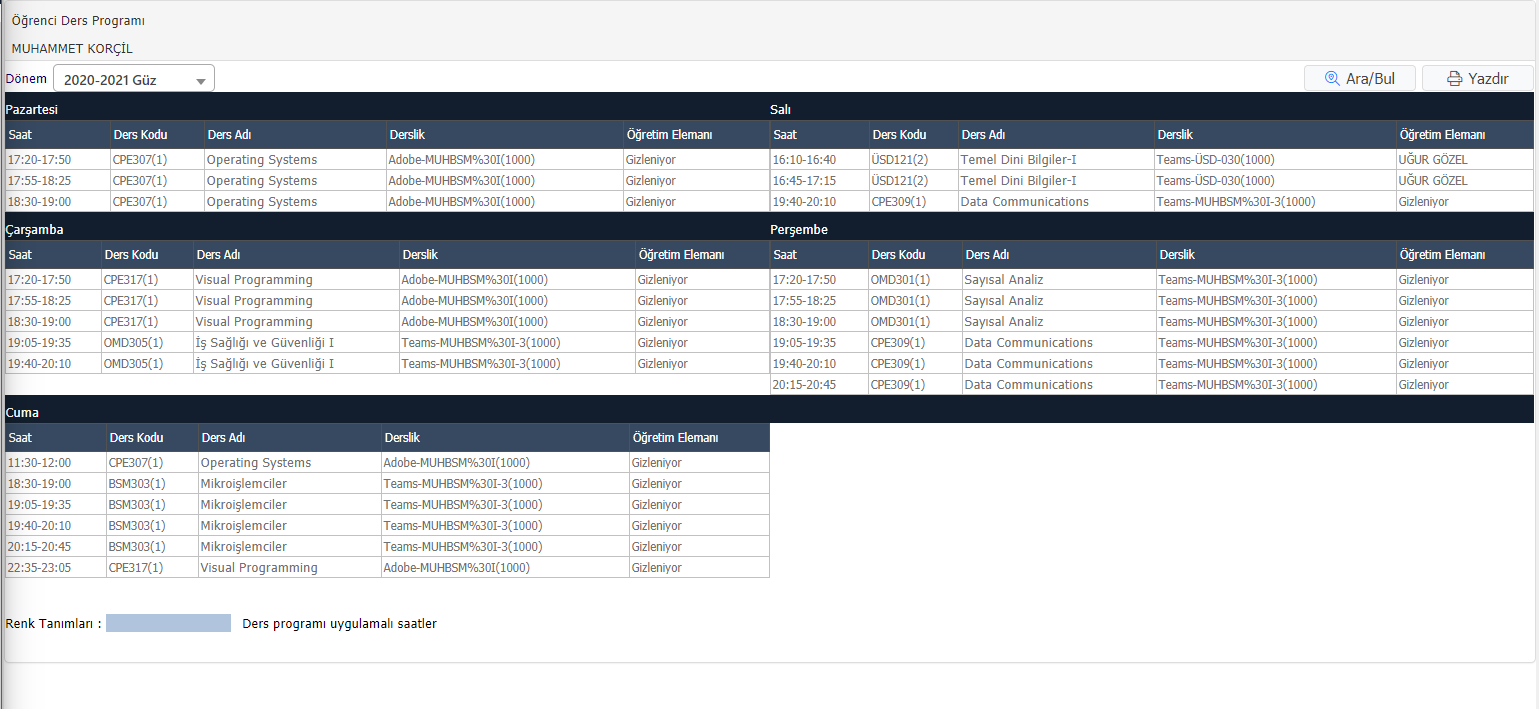 Öğrenci Ders Programı
MUHAMMET KORÇİL
Dönem 2020-2021 Güz Ara/Bul Yazdır
Pazartesi
Saat Ders Kodu Ders Adı Derslik Öğretim Elemanı
17:20-17:50 CPE307(1) Operating Systems Adobe-MUHBSM%30I(1000) Gizleniyor
17:55-18:25 CPE307(1) Operating Systems Adobe-MUHBSM%30I(1000) Gizleniyor
18:30-19:00 CPE307(1) Operating Systems Adobe-MUHBSM%30I(1000) Gizleniyor
Salı
Saat Ders Kodu Ders Adı Derslik Öğretim Elemanı
16:10-16:40 ÜSD121(2) Temel Dini Bilgiler-I Teams-ÜSD-030(1000) UĞUR GÖZEL
16:45-17:15 ÜSD121(2) Temel Dini Bilgiler-I Teams-ÜSD-030(1000) UĞUR GÖZEL
19:40-20:10 CPE309(1) Data Communications Teams-MUHBSM%30I-3(1000) Gizleniyor
Çarşamba
Saat Ders Kodu Ders Adı Derslik Öğretim Elemanı
17:20-17:50 CPE317(1) Visual Programming Adobe-MUHBSM%30I(1000) Gizleniyor
17:55-18:25 CPE317(1) Visual Programming Adobe-MUHBSM%30I(1000) Gizleniyor
18:30-19:00 CPE317(1) Visual Programming Adobe-MUHBSM%30I(1000) Gizleniyor
19:05-19:35 OMD305(1) İş Sağlığı ve Güvenliği I Teams-MUHBSM%30I-3(1000) Gizleniyor
19:40-20:10 OMD305(1) İş Sağlığı ve Güvenliği I Teams-MUHBSM%30I-3(1000) Gizleniyor
Perşembe
Saat Ders Kodu Ders Adı Derslik Öğretim Elemanı
17:20-17:50 OMD301(1) Sayısal Analiz Teams-MUHBSM%30I-3(1000) Gizleniyor
17:55-18:25 OMD301(1) Sayısal Analiz Teams-MUHBSM%30I-3(1000) Gizleniyor
18:30-19:00 OMD301(1) Sayısal Analiz Teams-MUHBSM%30I-3(1000) Gizleniyor
19:05-19:35 CPE309(1) Data Communications Teams-MUHBSM%30I-3(1000) Gizleniyor
19:40-20:10 CPE309(1) Data Communications Teams-MUHBSM%30I-3(1000) Gizleniyor
20:15-20:45 CPE309(1) Data Communications Teams-MUHBSM%30I-3(1000) Gizleniyor
Cuma
Saat Ders Kodu Ders Adı Derslik Öğretim Elemanı
11:30-12:00 CPE307(1) Operating Systems Adobe-MUHBSM%30I(1000) Gizleniyor
18:30-19:00 BSM303(1) Mikroişlemciler Teams-MUHBSM%30I-3(1000) Gizleniyor
19:05-19:35 BSM303(1) Mikroişlemciler Teams-MUHBSM%30I-3(1000) Gizleniyor
19:40-20:10 BSM303(1) Mikroişlemciler Teams-MUHBSM%30I-3(1000) Gizleniyor
20:15-20:45 BSM303(1) Mikroişlemciler Teams-MUHBSM%30I-3(1000) Gizleniyor
22:35-23:05 CPE317(1) Visual Programming Adobe-MUHBSM%30I(1000) Gizleniyor
Renk Tanımları : Ders programı uygulamalı saatler